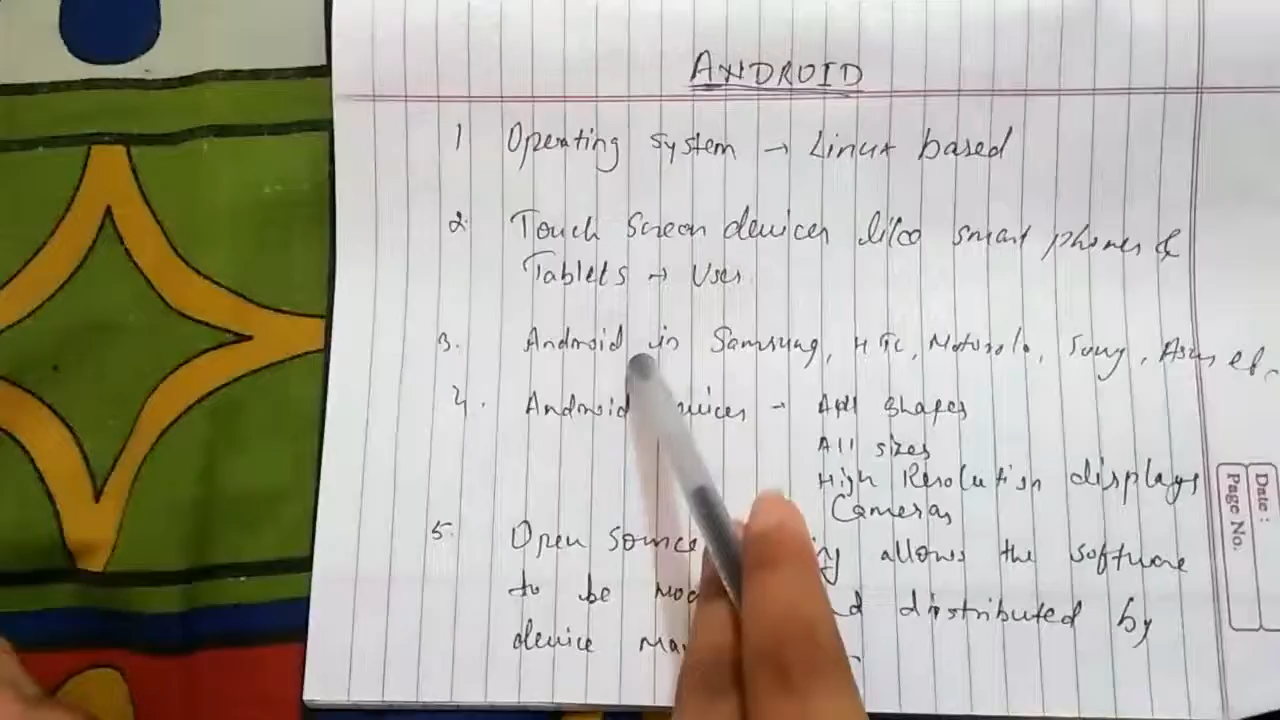 ANDROID
1 Operating System → Linux based
2. Touch Screen devices like smart phones &
Tablets → Uses
3. Android in Samsung, HTC, Motorola, Sony, Asus etc
4. Android → All shapes
All sizes
High Resolution displays
Cameras
5. Open Source allows the software
to be distributed by
device
Date :
Page No.